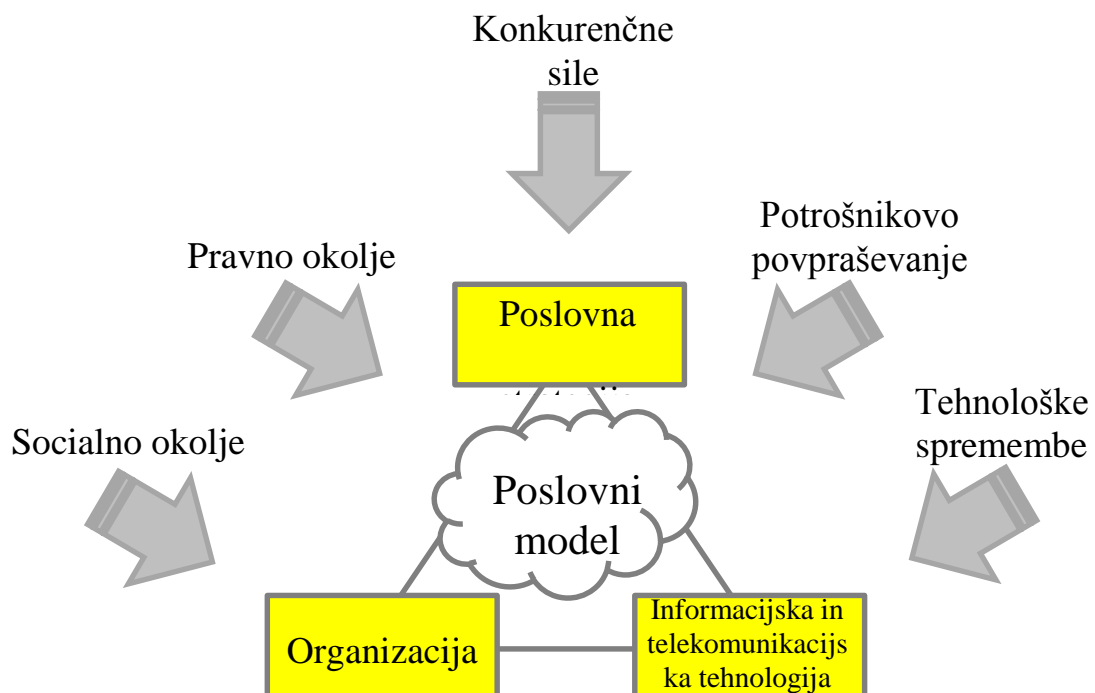 Konkurenčne
sile
Potrošnikovo
povpraševanje
Pravno okolje
Poslovna
Tehnološke
spremembe
Socialno okolje
Poslovni
model
Organizacija
Informacijska in
telekomunikacijs
ka tehnologija